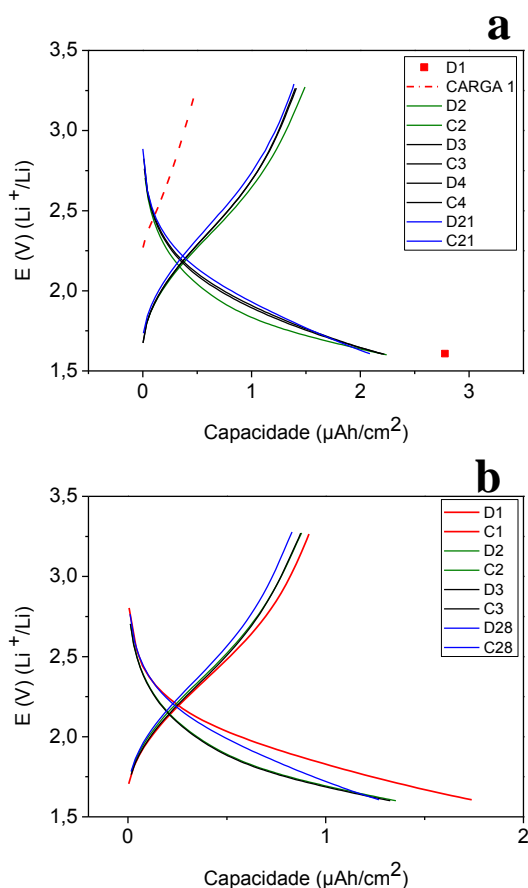 a
3,5
3,0
2,5
2,0
1,5
E (V) (Li⁺/Li)
D1
CARGA 1
D2
C2
D3
C3
D4
C4
D21
C21
0 1 2 3
Capacidade (µAh/cm²)
b
3,5
3,0
2,5
2,0
1,5
E (V) (Li⁺/Li)
D1
C1
D2
C2
D3
C3
D28
C28
0 1 2
Capacidade (µAh/cm²)